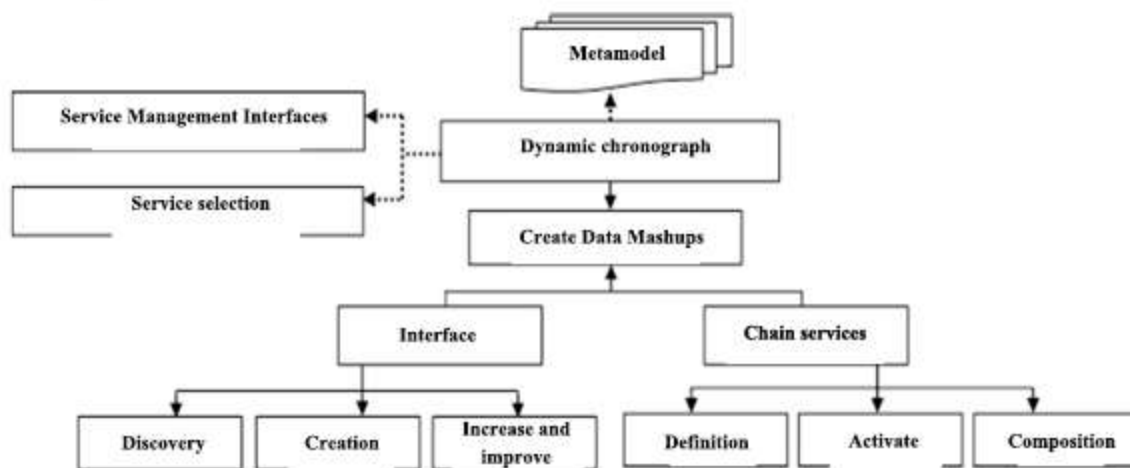 Metamodel
Service Management Interfaces
Dynamic chronograph
Service selection
Create Data Mashups
Interface
Chain services
Discovery
Creation
Increase and
improve
Definition
Activate
Composition